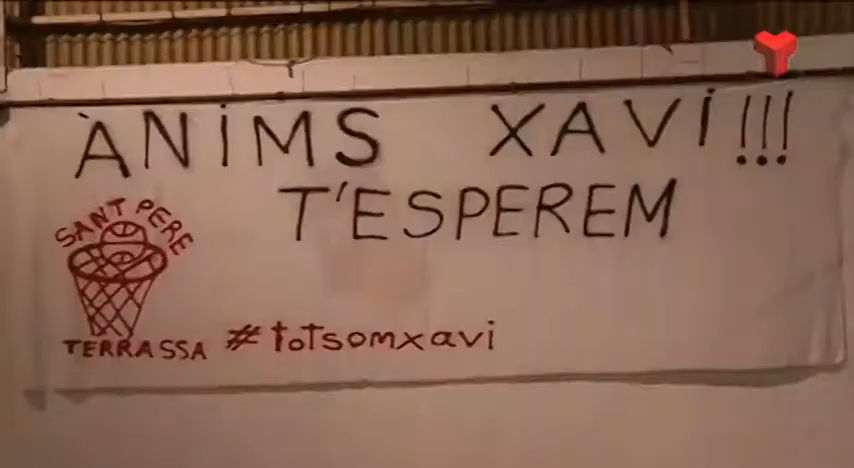 ÀNiMS XAVi!!!
T'ESPEREM
SANT PERE
TERRASSA
#totsomxavi